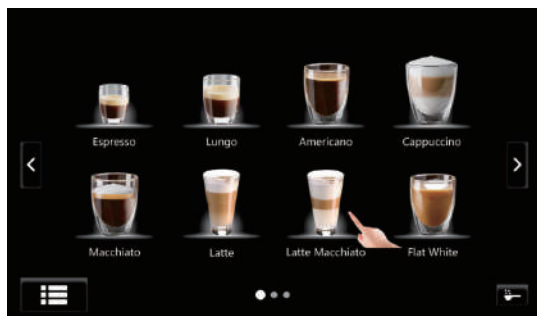 Espresso
Lungo
Americano
Cappuccino
Macchiato
Latte
Latte Macchiato
Flat White